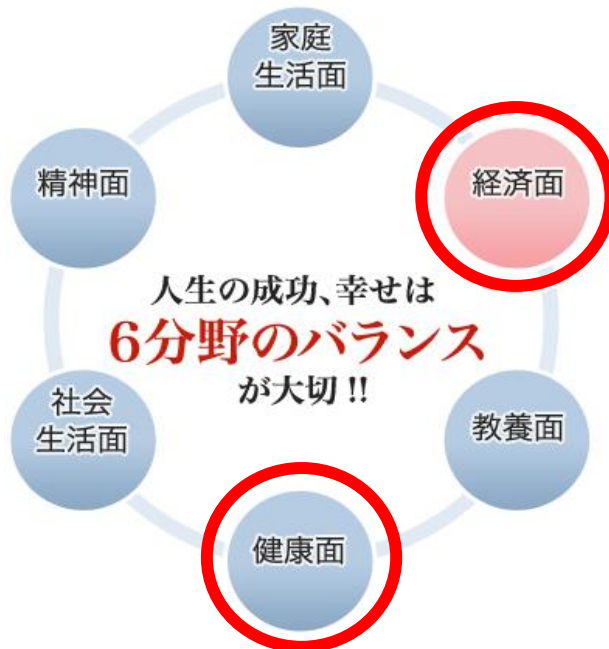 家庭
生活面
経済面
教養面
健康面
社会
生活面
精神面
人生の成功、幸せは
6分野のバランス
が大切!!